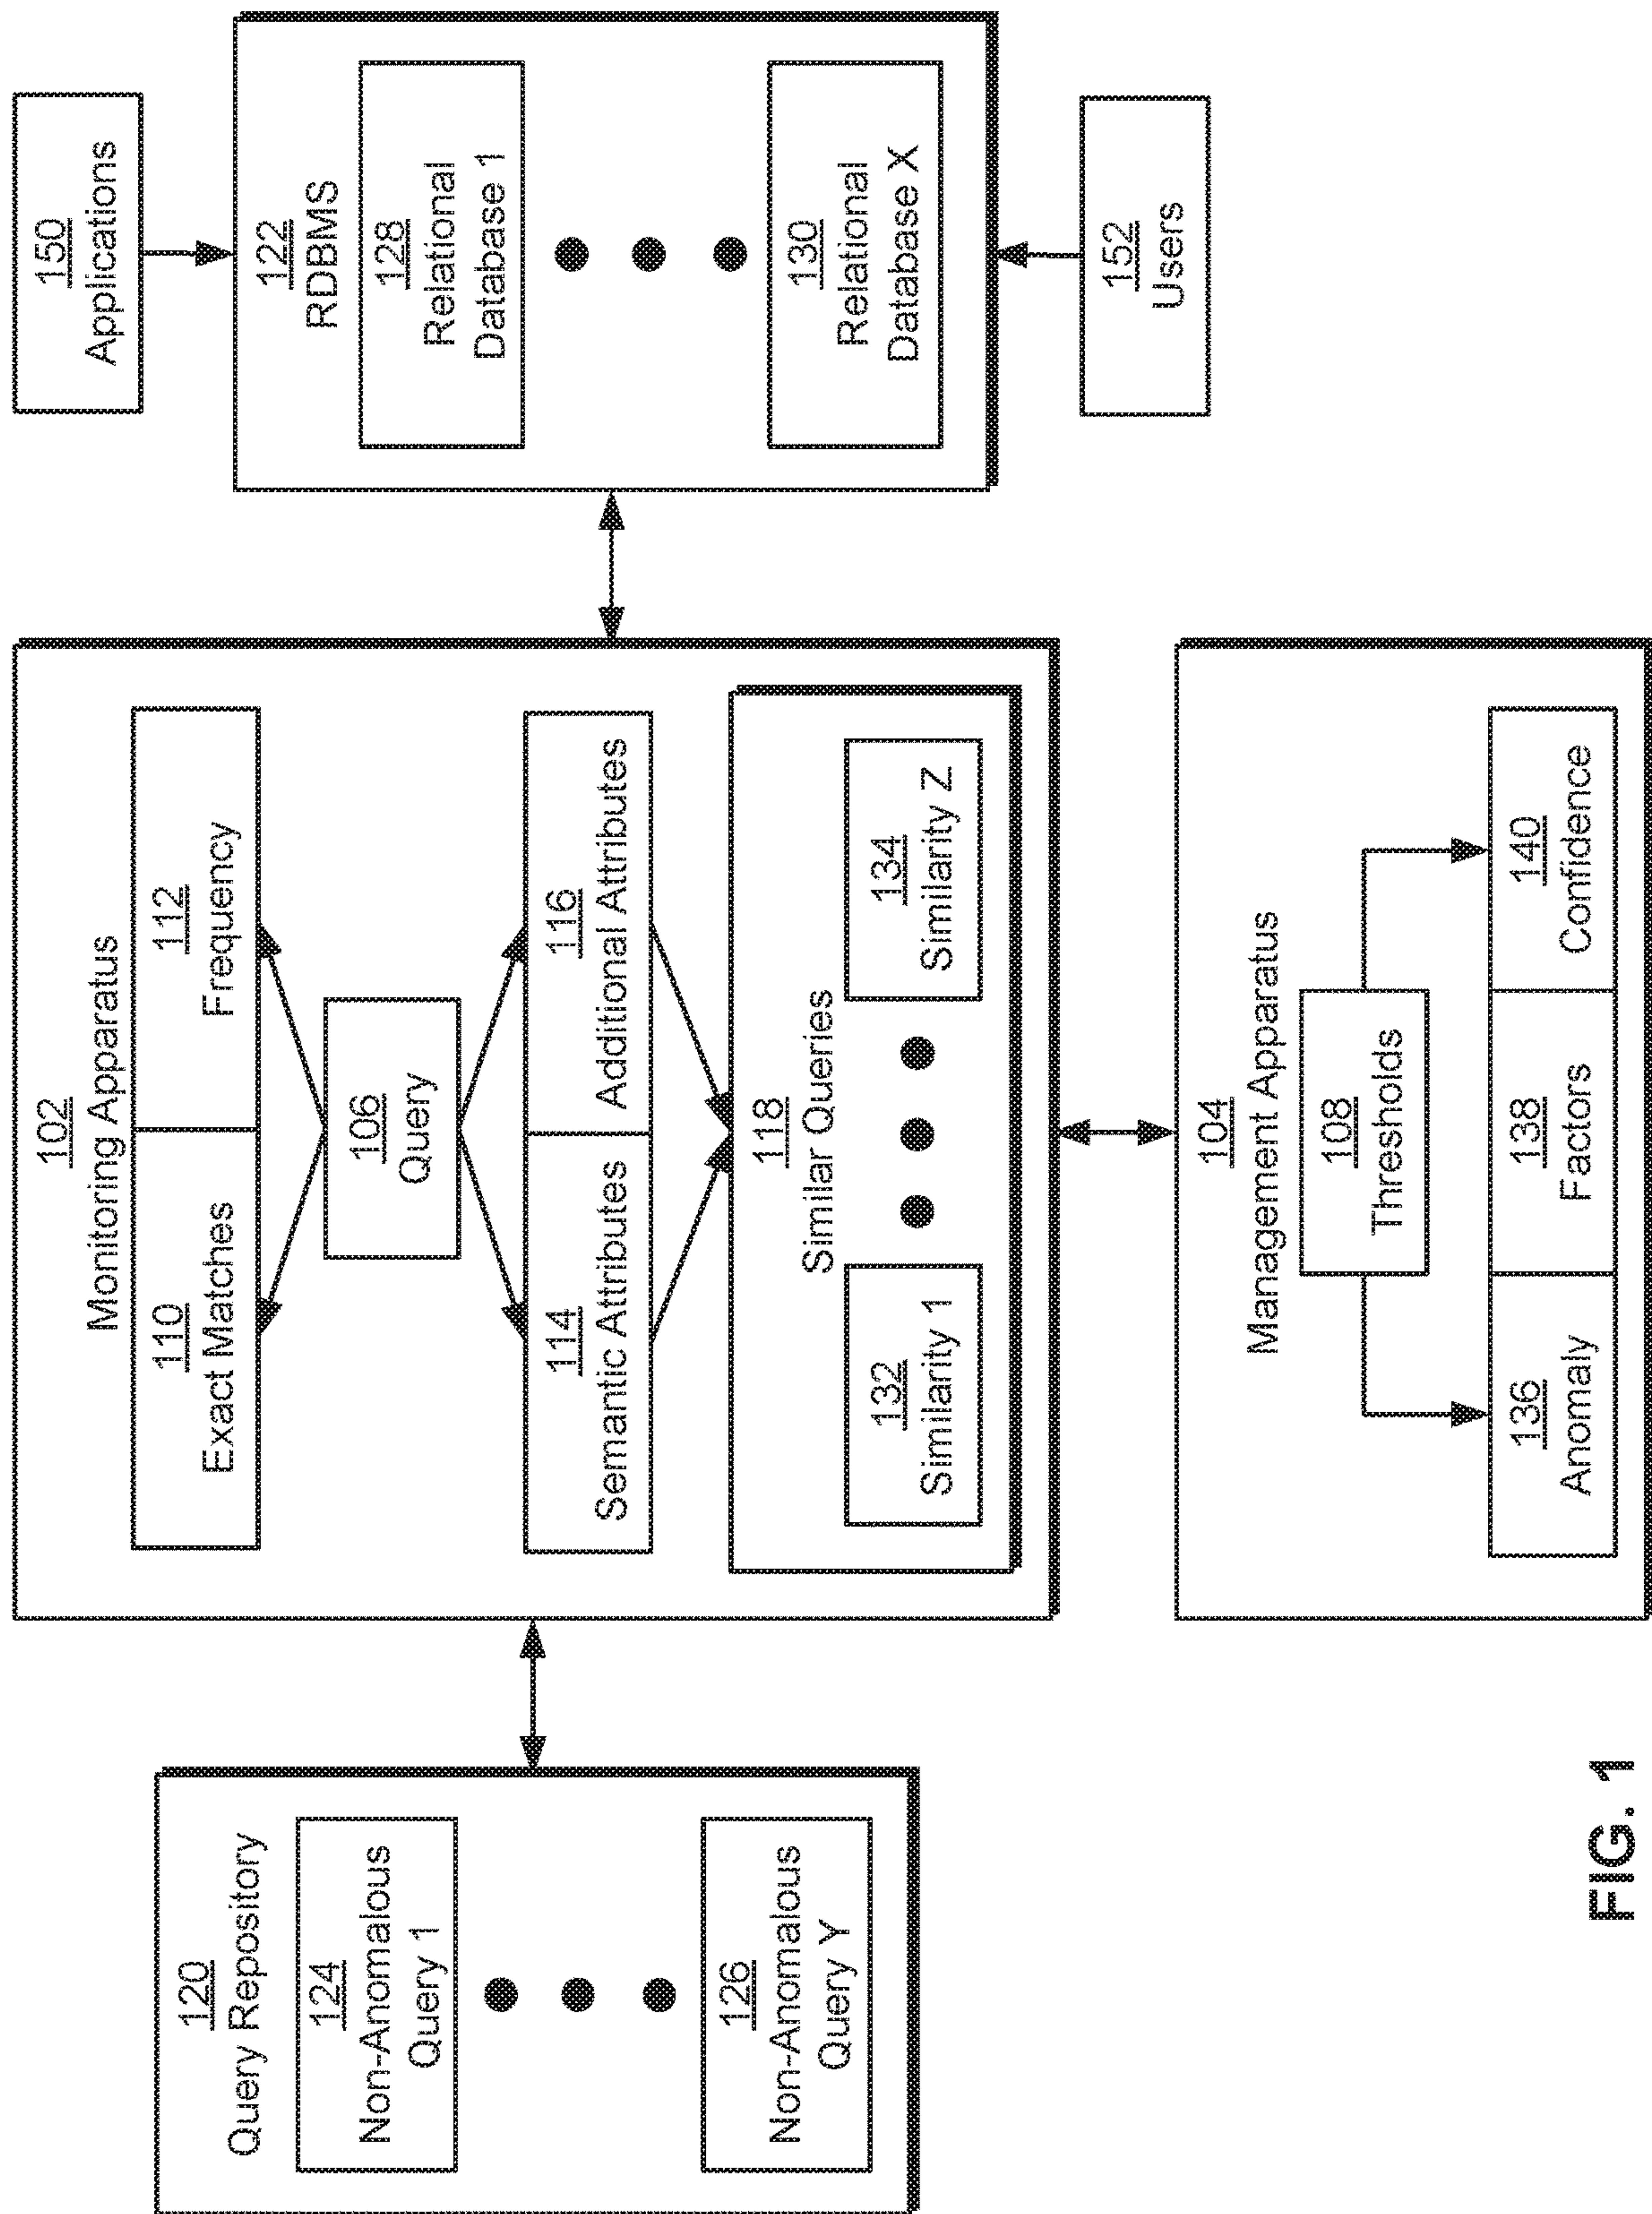 120
Query Repository
124
Non-Anomalous
Query 1
126
Non-Anomalous
Query Y
102
Monitoring Apparatus
110
Exact Matches
112
Frequency
106
Query
114
Semantic Attributes
116
Additional Attributes
118
Similar Queries
132
Similarity 1
134
Similarity Z
104
Management Apparatus
108
Thresholds
136
Anomaly
138
Factors
140
Confidence
150
Applications
122
RDBMS
128
Relational
Database 1
130
Relational
Database X
152
Users
FIG. 1